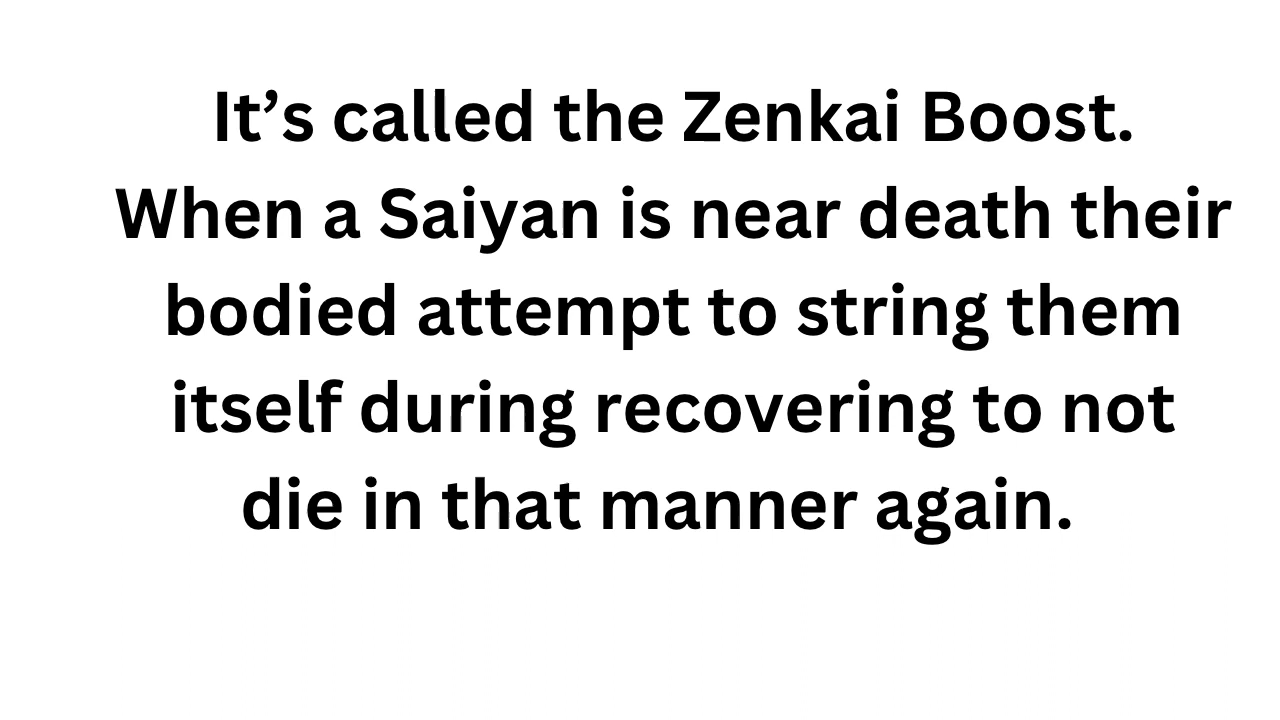 It’s called the Zenkai Boost.
When a Saiyan is near death their
bodied attempt to string them
itself during recovering to not
die in that manner again.